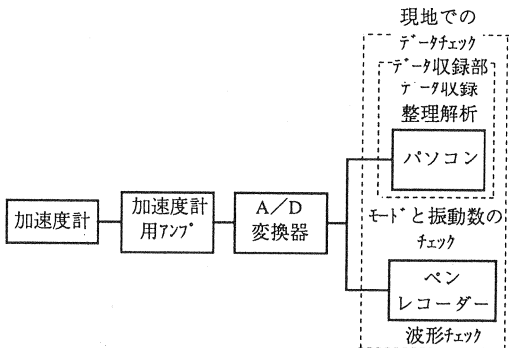 現地での
データチェック
データ収録部
データ収録
整理解析
パソコン
加速度計
加速度計
用アンプ
A/D
変換器
モードと振動数の
チェック
ペン
レコーダー
波形チェック